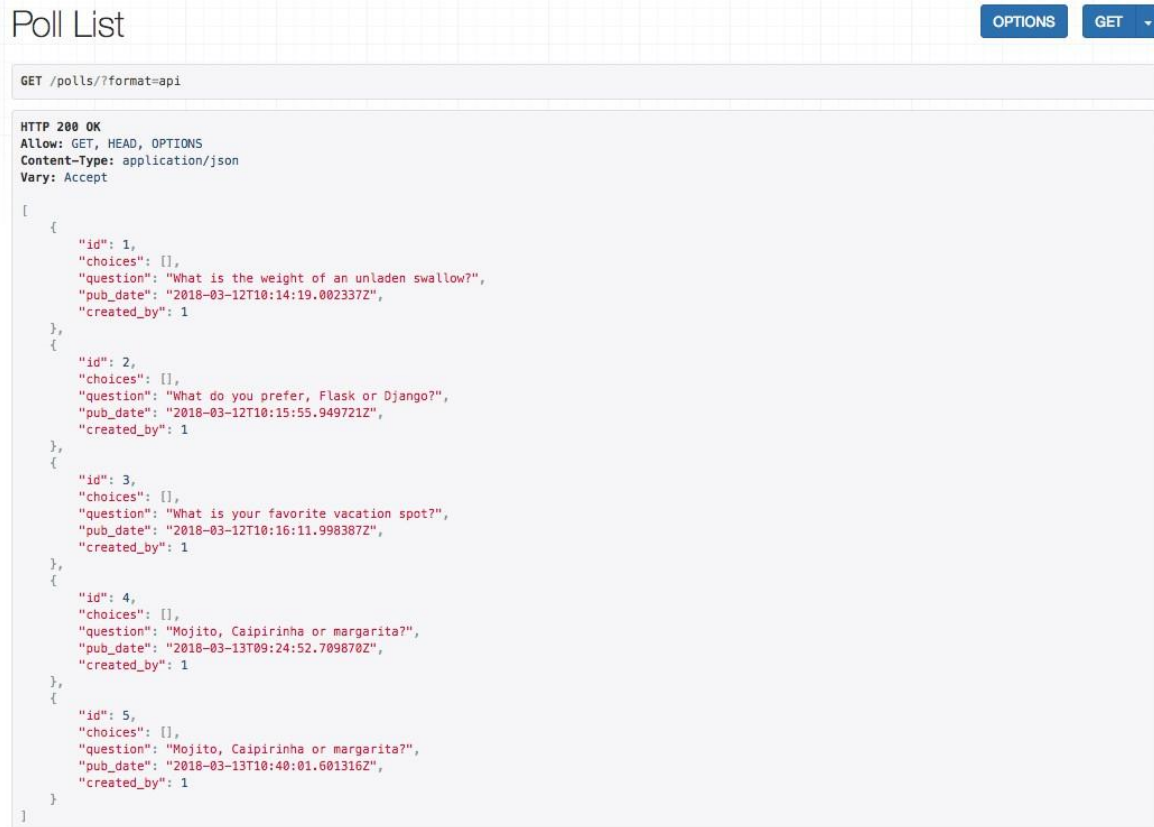 Poll List
OPTIONS GET
GET /polls/?format=api
HTTP 200 OK
Allow: GET, HEAD, OPTIONS
Content-Type: application/json
Vary: Accept
[
    {
        "id": 1,
        "choices": [],
        "question": "What is the weight of an unladen swallow?",
        "pub_date": "2018-03-12T10:14:19.002337Z",
        "created_by": 1
    },
    {
        "id": 2,
        "choices": [],
        "question": "What do you prefer, Flask or Django?",
        "pub_date": "2018-03-12T10:15:55.949721Z",
        "created_by": 1
    },
    {
        "id": 3,
        "choices": [],
        "question": "What is your favorite vacation spot?",
        "pub_date": "2018-03-12T10:16:11.998387Z",
        "created_by": 1
    },
    {
        "id": 4,
        "choices": [],
        "question": "Mojito, Caipirinha or margarita?",
        "pub_date": "2018-03-13T09:24:52.709870Z",
        "created_by": 1
    },
    {
        "id": 5,
        "choices": [],
        "question": "Mojito, Caipirinha or margarita?",
        "pub_date": "2018-03-13T10:40:01.601316Z",
        "created_by": 1
    }
]